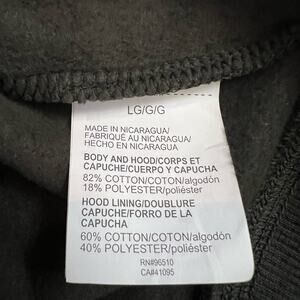 LG/G/G
MADE IN NICARAGUA/
FABRIQUÉ AU NICARAGUA/
HECHO EN NICARAGUA
BODY AND HOOD/CORPS ET
CAPUCHE/CUERPO Y CAPUCHA
82% COTTON/COTON/algodón
18% POLYESTER/poliéster
HOOD LINING/DOUBLURE
CAPUCHE/FORRO DE LA
CAPUCHA
60% COTTON/COTON/algodón
40% POLYESTER/poliéster
RN#96510
CA#41095